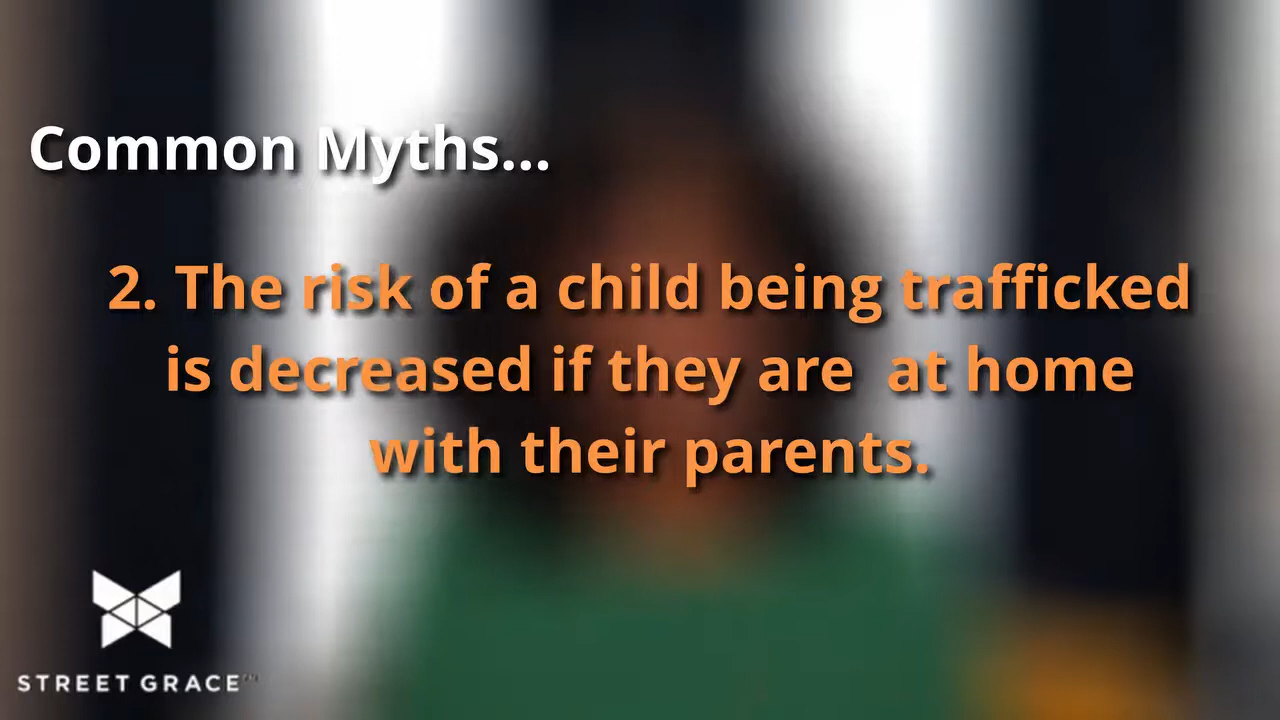 Common Myths...
2. The risk of a child being trafficked
is decreased if they are  at home
with their parents.
STREET GRACE